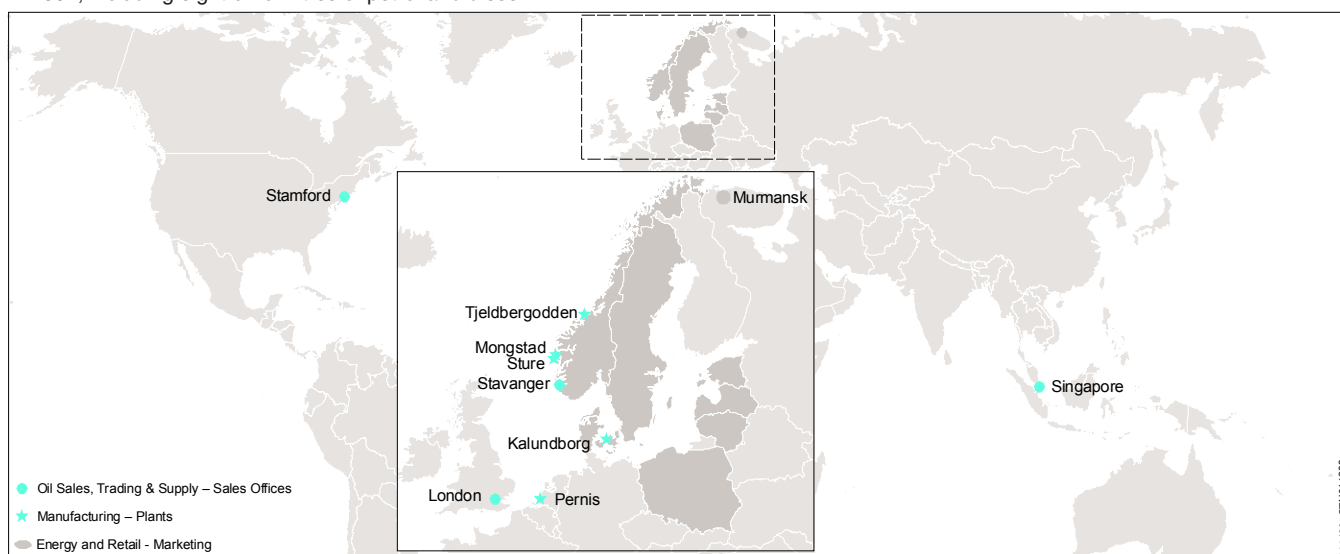 Stamford
Murmansk
Tjeldbergodden
Mongstad
Sture
Stavanger
Singapore
Kalundborg
London
Pernis
Oil Sales, Trading & Supply – Sales Offices
Manufacturing – Plants
Energy and Retail - Marketing